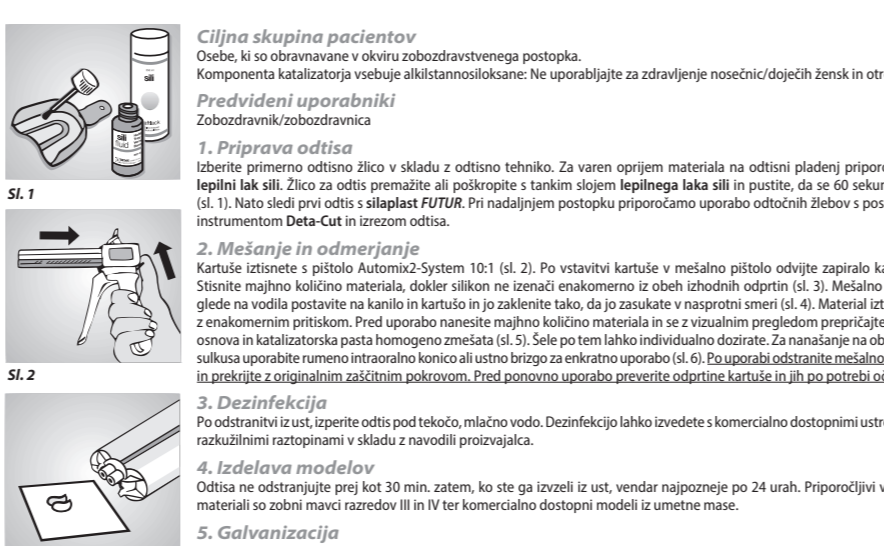 Ciljna skupina pacientov
Osebe, ki so obravnavane v okviru zobozdravstvenega postopka.
Komponenta katalizatorja vsebuje alkilstannosiloksane: Ne uporabljajte za zdravljenje nosečnic/doječih žensk in otr
Predvideni uporabniki
Zobozdravnik/zobozdravnica
1. Priprava odtisa
Izberite primerno odtisno žlico v skladu z odtisno tehniko. Za varen oprijem materiala na odtisni pladenj priporo
lepilni lak sili. Žlico za odtis premažite ali poškropite s tankim slojem lepilnega laka sili in pustite, da se 60 sekun
(sl. 1). Nato sledi prvi odtis s silaplast FUTUR. Pri nadaljnjem postopku priporočamo uporabo odtočnih žlebov s pos
instrumentom Deta-Cut in izrezom odtisa.
2. Mešanje in odmerjanje
Kartuše iztisnete s pištolo Automix2-System 10:1 (sl. 2). Po vstavitvi kartuše v mešalno pištolo odvijte zapiralo ka
Stisnite majhno količino materiala, dokler silikon ne izenači enakomerno iz obeh izhodnih odprtin (sl. 3). Mešalno
glede na vodila postavite na kanilo in kartušo in jo zaklenite tako, da jo zasukate v nasprotni smeri (sl. 4). Material izt
z enakomernim pritiskom. Pred uporabo nanesite majhno količino materiala in se z vizualnim pregledom prepričajte
osnova in katalizatorska pasta homogeno zmešata (sl. 5). Šele po tem lahko individualno dozirate. Za nanašanje na ob
sulkusa uporabite rumeno intraoralno konico ali ustno brizgo za enkratno uporabo (sl. 6). Po uporabi odstranite mešalno
in prekrijte z originalnim zaščitnim pokrovom. Pred ponovno uporabo preverite odprtine kartuše in jih po potrebi oč
3. Dezinfekcija
Po odstranitvi iz ust, izperite odtis pod tekočo, mlačno vodo. Dezinfekcijo lahko izvedete s komercialno dostopnimi ustre
razkužilnimi raztopinami v skladu z navodili proizvajalca.
4. Izdelava modelov
Odtisa ne odstranjujte prej kot 30 min. zatem, ko ste ga izvzeli iz ust, vendar najpozneje po 24 urah. Priporočljivi v
materiali so zobni mavci razredov III in IV ter komercialno dostopni modeli iz umetne mase.
5. Galvanizacija
sili
sili
fluid
Sl. 1
Sl. 2